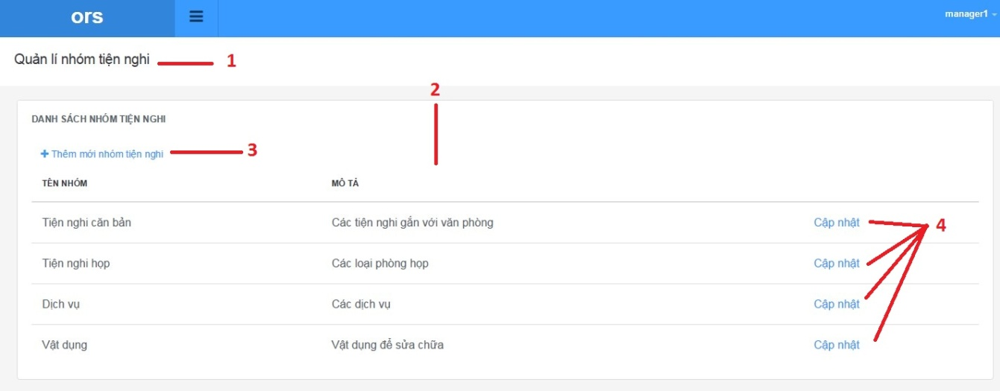 ors
manager1
Quản lí nhóm tiện nghi 1
2
DANH SÁCH NHÓM TIỆN NGHI
+ Thêm mới nhóm tiện nghi 3
TÊN NHÓM MÔ TẢ
Tiện nghi căn bản Các tiện nghi gắn với văn phòng Cập nhật 4
Tiện nghi họp Các loại phòng họp Cập nhật
Dịch vụ Các dịch vụ Cập nhật
Vật dụng Vật dụng để sửa chữa Cập nhật